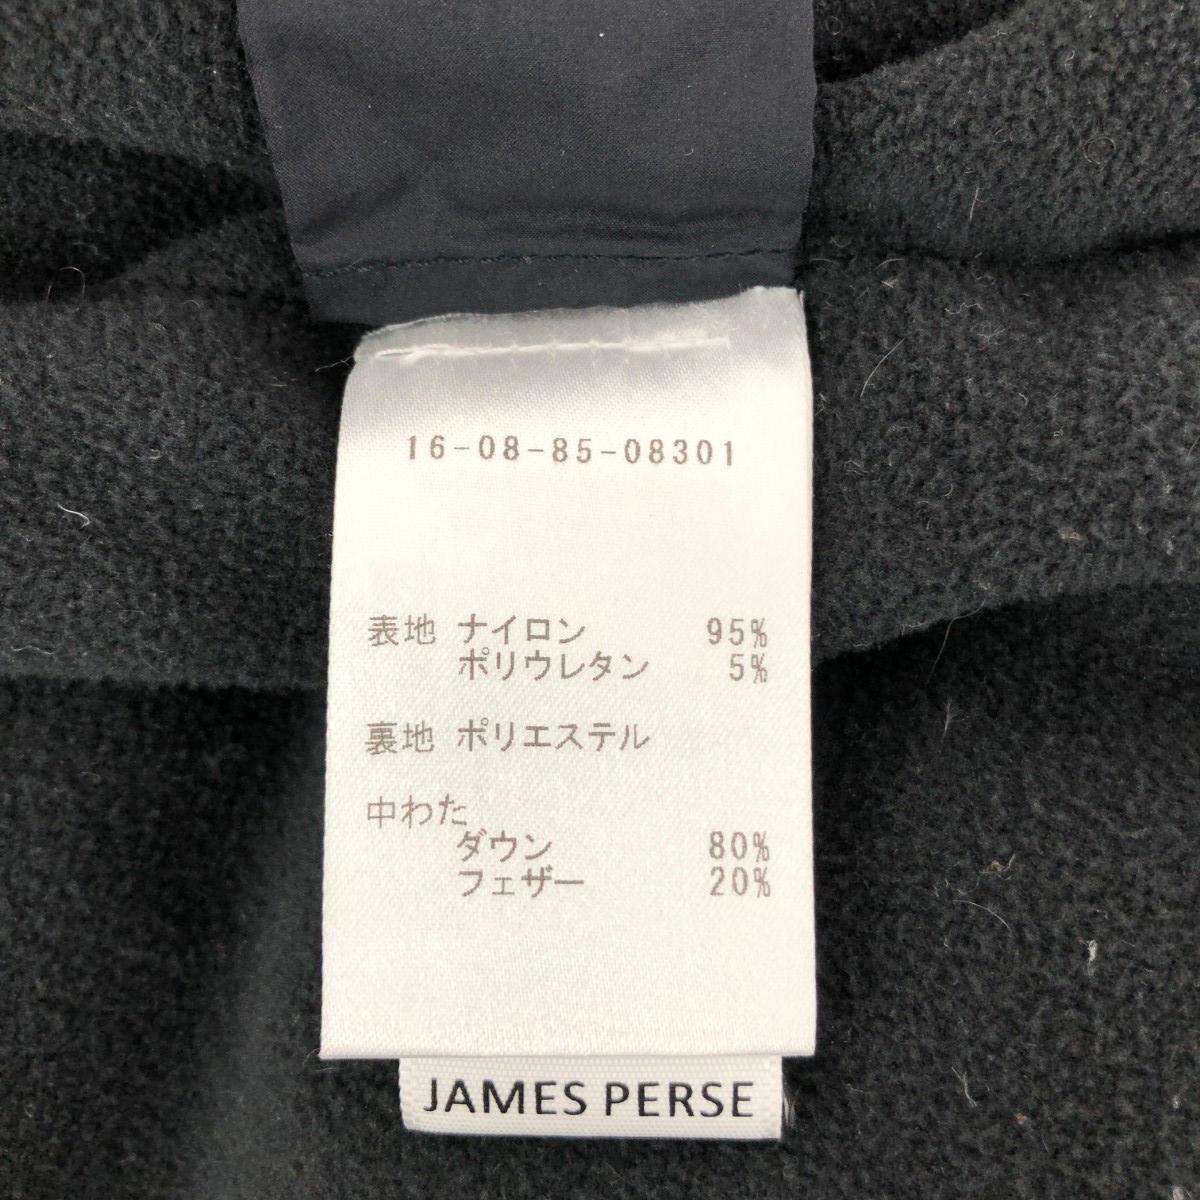 16-08-85-08301
表地 ナイロン 95%
ポリウレタン 5%
裏地 ポリエステル
中わた
ダウン 80%
フェザー 20%
JAMES PERSE